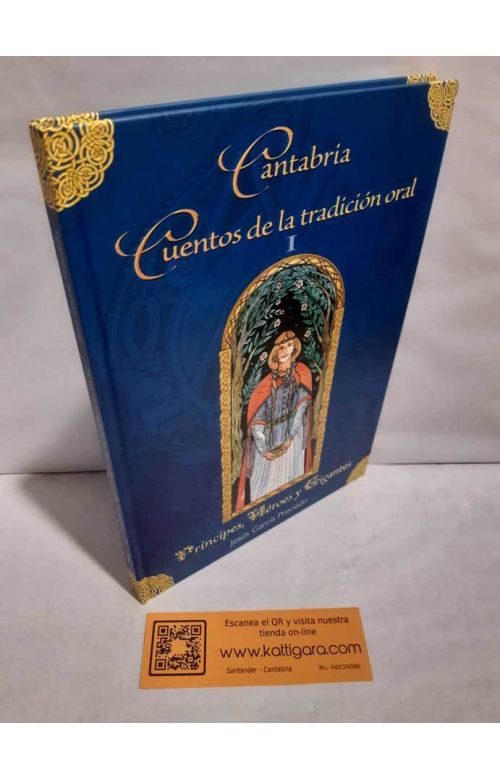 Cantabria
Cuentos de la tradición oral
I
Príncipes, Héroes y Gigantes
Jesús García Preciado
Escanea el QR y visita nuestra
tienda on-line
www.kattigara.com
Santander - Cantabria